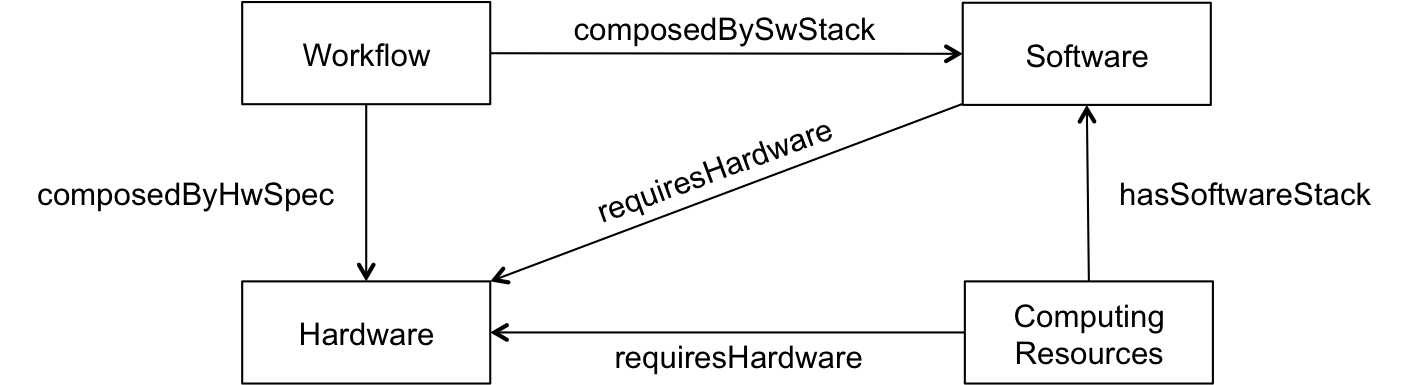 composedBySwStack
Workflow
Software
requiresHardware
composedByHwSpec
hasSoftwareStack
Hardware
Computing
Resources
requiresHardware